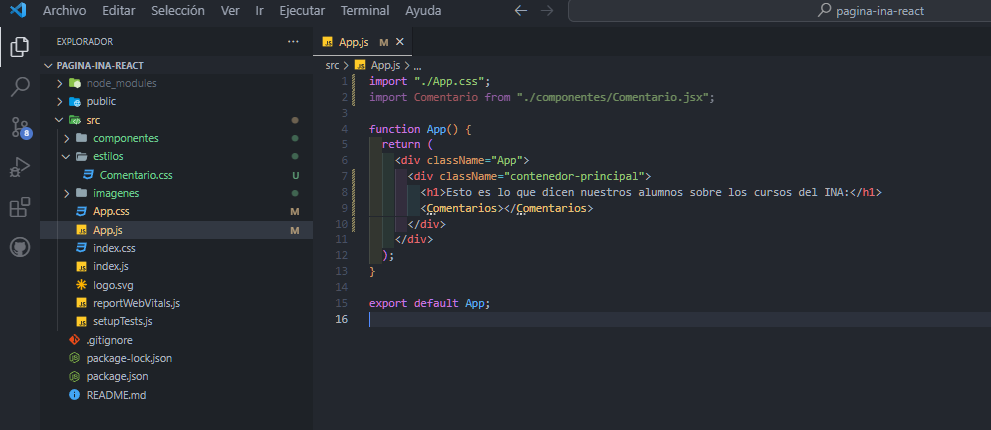 Archivo Editar Selección Ver Ir Ejecutar Terminal Ayuda pagina-ina-react
EXPLORADOR
PAGINA-INA-REACT
node_modules
public
src
componentes
estilos
Comentario.css U
imagenes
App.css M
App.js M
index.css
index.js
logo.svg
reportWebVitals.js
setupTests.js
.gitignore
package-lock.json
package.json
README.md
8
App.js M
src > App.js > ...
1 import "./App.css";
2 import Comentario from "./componentes/Comentario.jsx";
3
4 function App() {
5 return (
6 <div className="App">
7 <div className="contenedor-principal">
8 <h1>Esto es lo que dicen nuestros alumnos sobre los cursos del INA:</h1>
9 <Comentarios></Comentarios>
10 </div>
11 </div>
12 );
13 }
14
15 export default App;
16